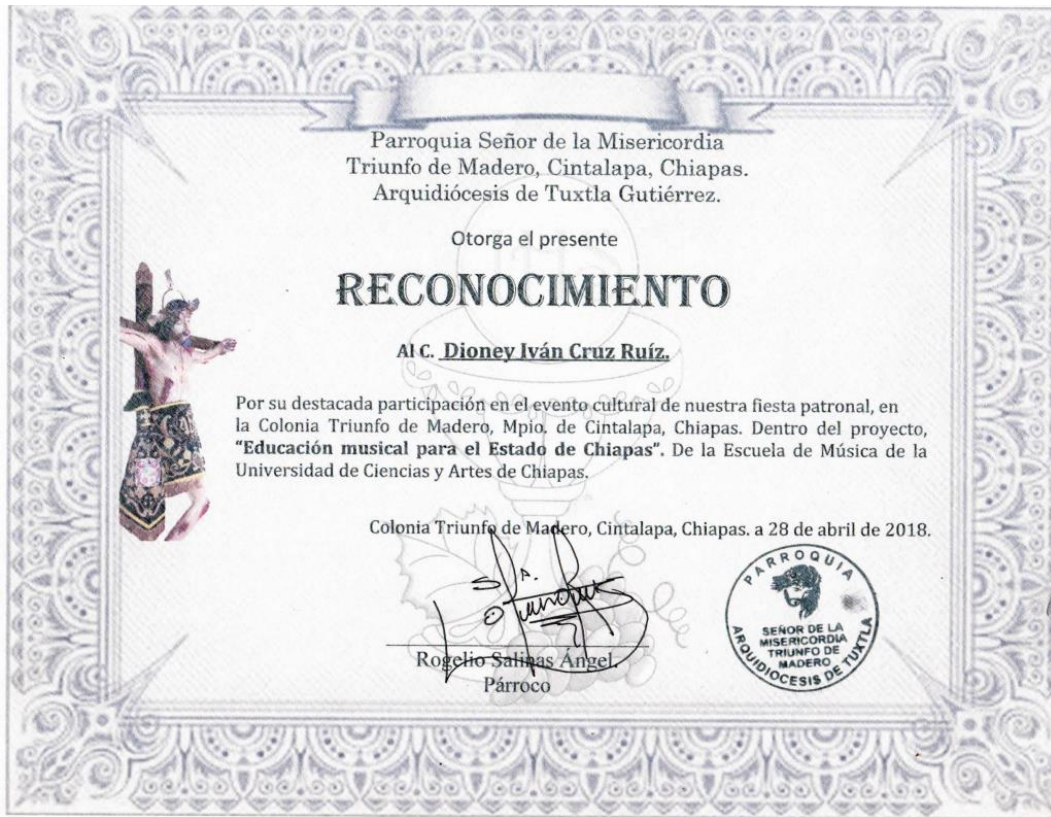 Parroquia Señor de la Misericordia
Triunfo de Madero, Cintalapa, Chiapas.
Arquidiócesis de Tuxtla Gutiérrez.
Otorga el presente
RECONOCIMIENTO
Al C. Dioney Iván Cruz Ruíz.
Por su destacada participación en el evento cultural de nuestra fiesta patronal, en
la Colonia Triunfo de Madero, Mpio. de Cintalapa, Chiapas. Dentro del proyecto,
"Educación musical para el Estado de Chiapas". De la Escuela de Música de la
Universidad de Ciencias y Artes de Chiapas.
Colonia Triunfo de Madero, Cintalapa, Chiapas. a 28 de abril de 2018.
Rogelio Salinas Ángel.
Párroco
PARROQUIA
SEÑOR DE LA
MISERICORDIA
TRIUNFO DE
MADERO
ARQUIDIOCESIS DE TUXTLA